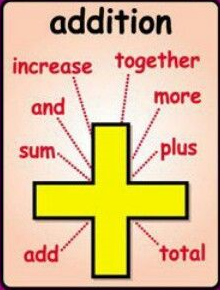 addition
increase together
and more
sum plus
add total